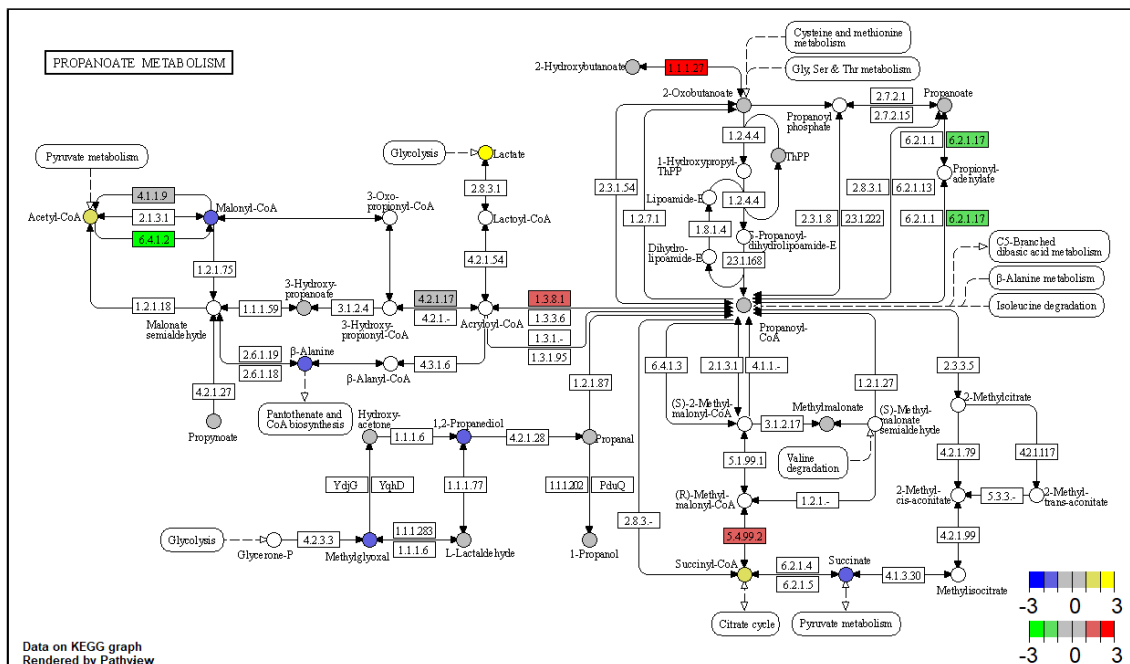 PROPANOATE METABOLISM
Cysteine and methionine
metabolism
Gly, Ser & Thr metabolism
2-Hydroxybutanoate
1.1.1.27
2-Oxobutanoate
Propanoyl
phosphate
2.7.2.1
2.7.2.15
Propanoate
6.2.1.1
6.2.1.17
Propionyl-
adenylate
1.2.4.4
ThPP
1-Hydroxypropyl-
ThPP
2.3.1.54
1.2.7.1
Lipoamide-E
1.2.4.4
1.8.1.4
Dihydro-
lipoamide-E
S-Propanoyl-
dihydrolipoamide-E
2.3.1.168
2.3.1.8
2.3.1.222
2.8.3.1
6.2.1.13
6.2.1.1
6.2.1.17
C5-Branched
dibasic acid metabolism
β-Alanine metabolism
Isoleucine degradation
Pyruvate metabolism
Glycolysis
Lactate
2.8.3.1
Lactoyl-CoA
4.2.1.54
4.1.1.9
Acetyl-CoA
2.1.3.1
Malonyl-CoA
6.4.1.2
3-Oxo-
propionyl-CoA
1.2.1.75
1.2.1.18
Malonate
semialdehyde
1.1.1.59
3-Hydroxy-
propanoate
3.1.2.4
3-Hydroxy-
propionyl-CoA
4.2.1.17
4.2.1.-
Acryloyl-CoA
1.3.8.1
1.3.3.6
1.3.1.-
1.3.1.95
Propanoyl-
CoA
2.6.1.19
2.6.1.18
β-Alanine
β-Alanyl-CoA
4.3.1.6
4.2.1.27
Propynoate
Pantothenate and
CoA biosynthesis
Hydroxy-
acetone
1.1.1.6
1,2-Propanediol
4.2.1.28
Propanal
1.2.1.87
YdjG
YqhD
1.1.1.77
1.1.1.202
PduQ
Glycolysis
Glycerone-P
4.2.3.3
Methylglyoxal
1.1.1.283
1.1.1.6
L-Lactaldehyde
1-Propanol
6.4.1.3
2.1.3.1
4.1.1.-
1.2.1.27
2.3.3.5
(S)-2-Methyl-
malonyl-CoA
3.1.2.17
Methylmalonate
(S)-Methyl-
malonate
semialdehyde
Valine
degradation
5.1.99.1
(R)-Methyl-
malonyl-CoA
1.2.1.-
2.8.3.-
5.4.99.2
Succinyl-CoA
6.2.1.4
6.2.1.5
Succinate
4.1.3.30
Methylisocitrate
Citrate cycle
Pyruvate metabolism
2-Methylcitrate
4.2.1.79
4.2.1.117
2-Methyl-
cis-aconitate
5.3.3.-
2-Methyl-
trans-aconitate
4.2.1.99
-3 0 3
-3 0 3
Data on KEGG graph
Rendered by Pathview